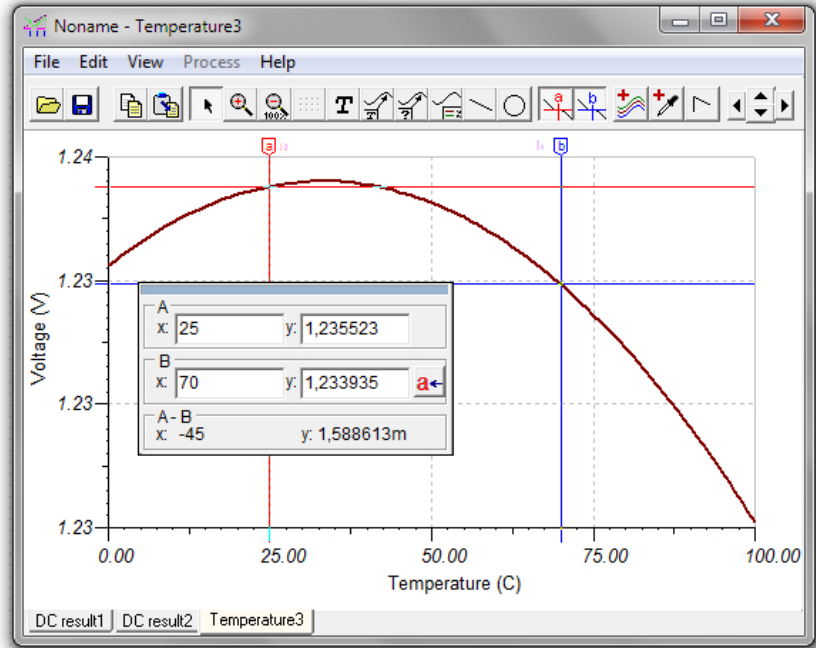 Noname - Temperature3
File Edit View Process Help
100%
T T ?
a b
a b
1.24
1.23
1.23
1.23
Voltage (V)
A
x: 25 y: 1,235523
B
x: 70 y: 1,233935 a
A - B
x: -45 y: 1,588613m
0.00 25.00 50.00 75.00 100.00
Temperature (C)
DC result1 DC result2 Temperature3